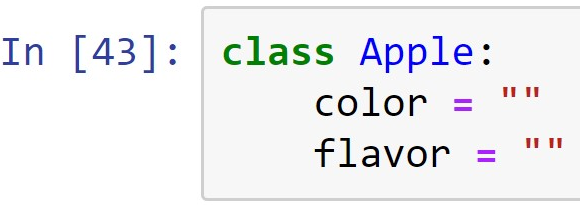 In [43]: class Apple:
    color = ""
    flavor = ""